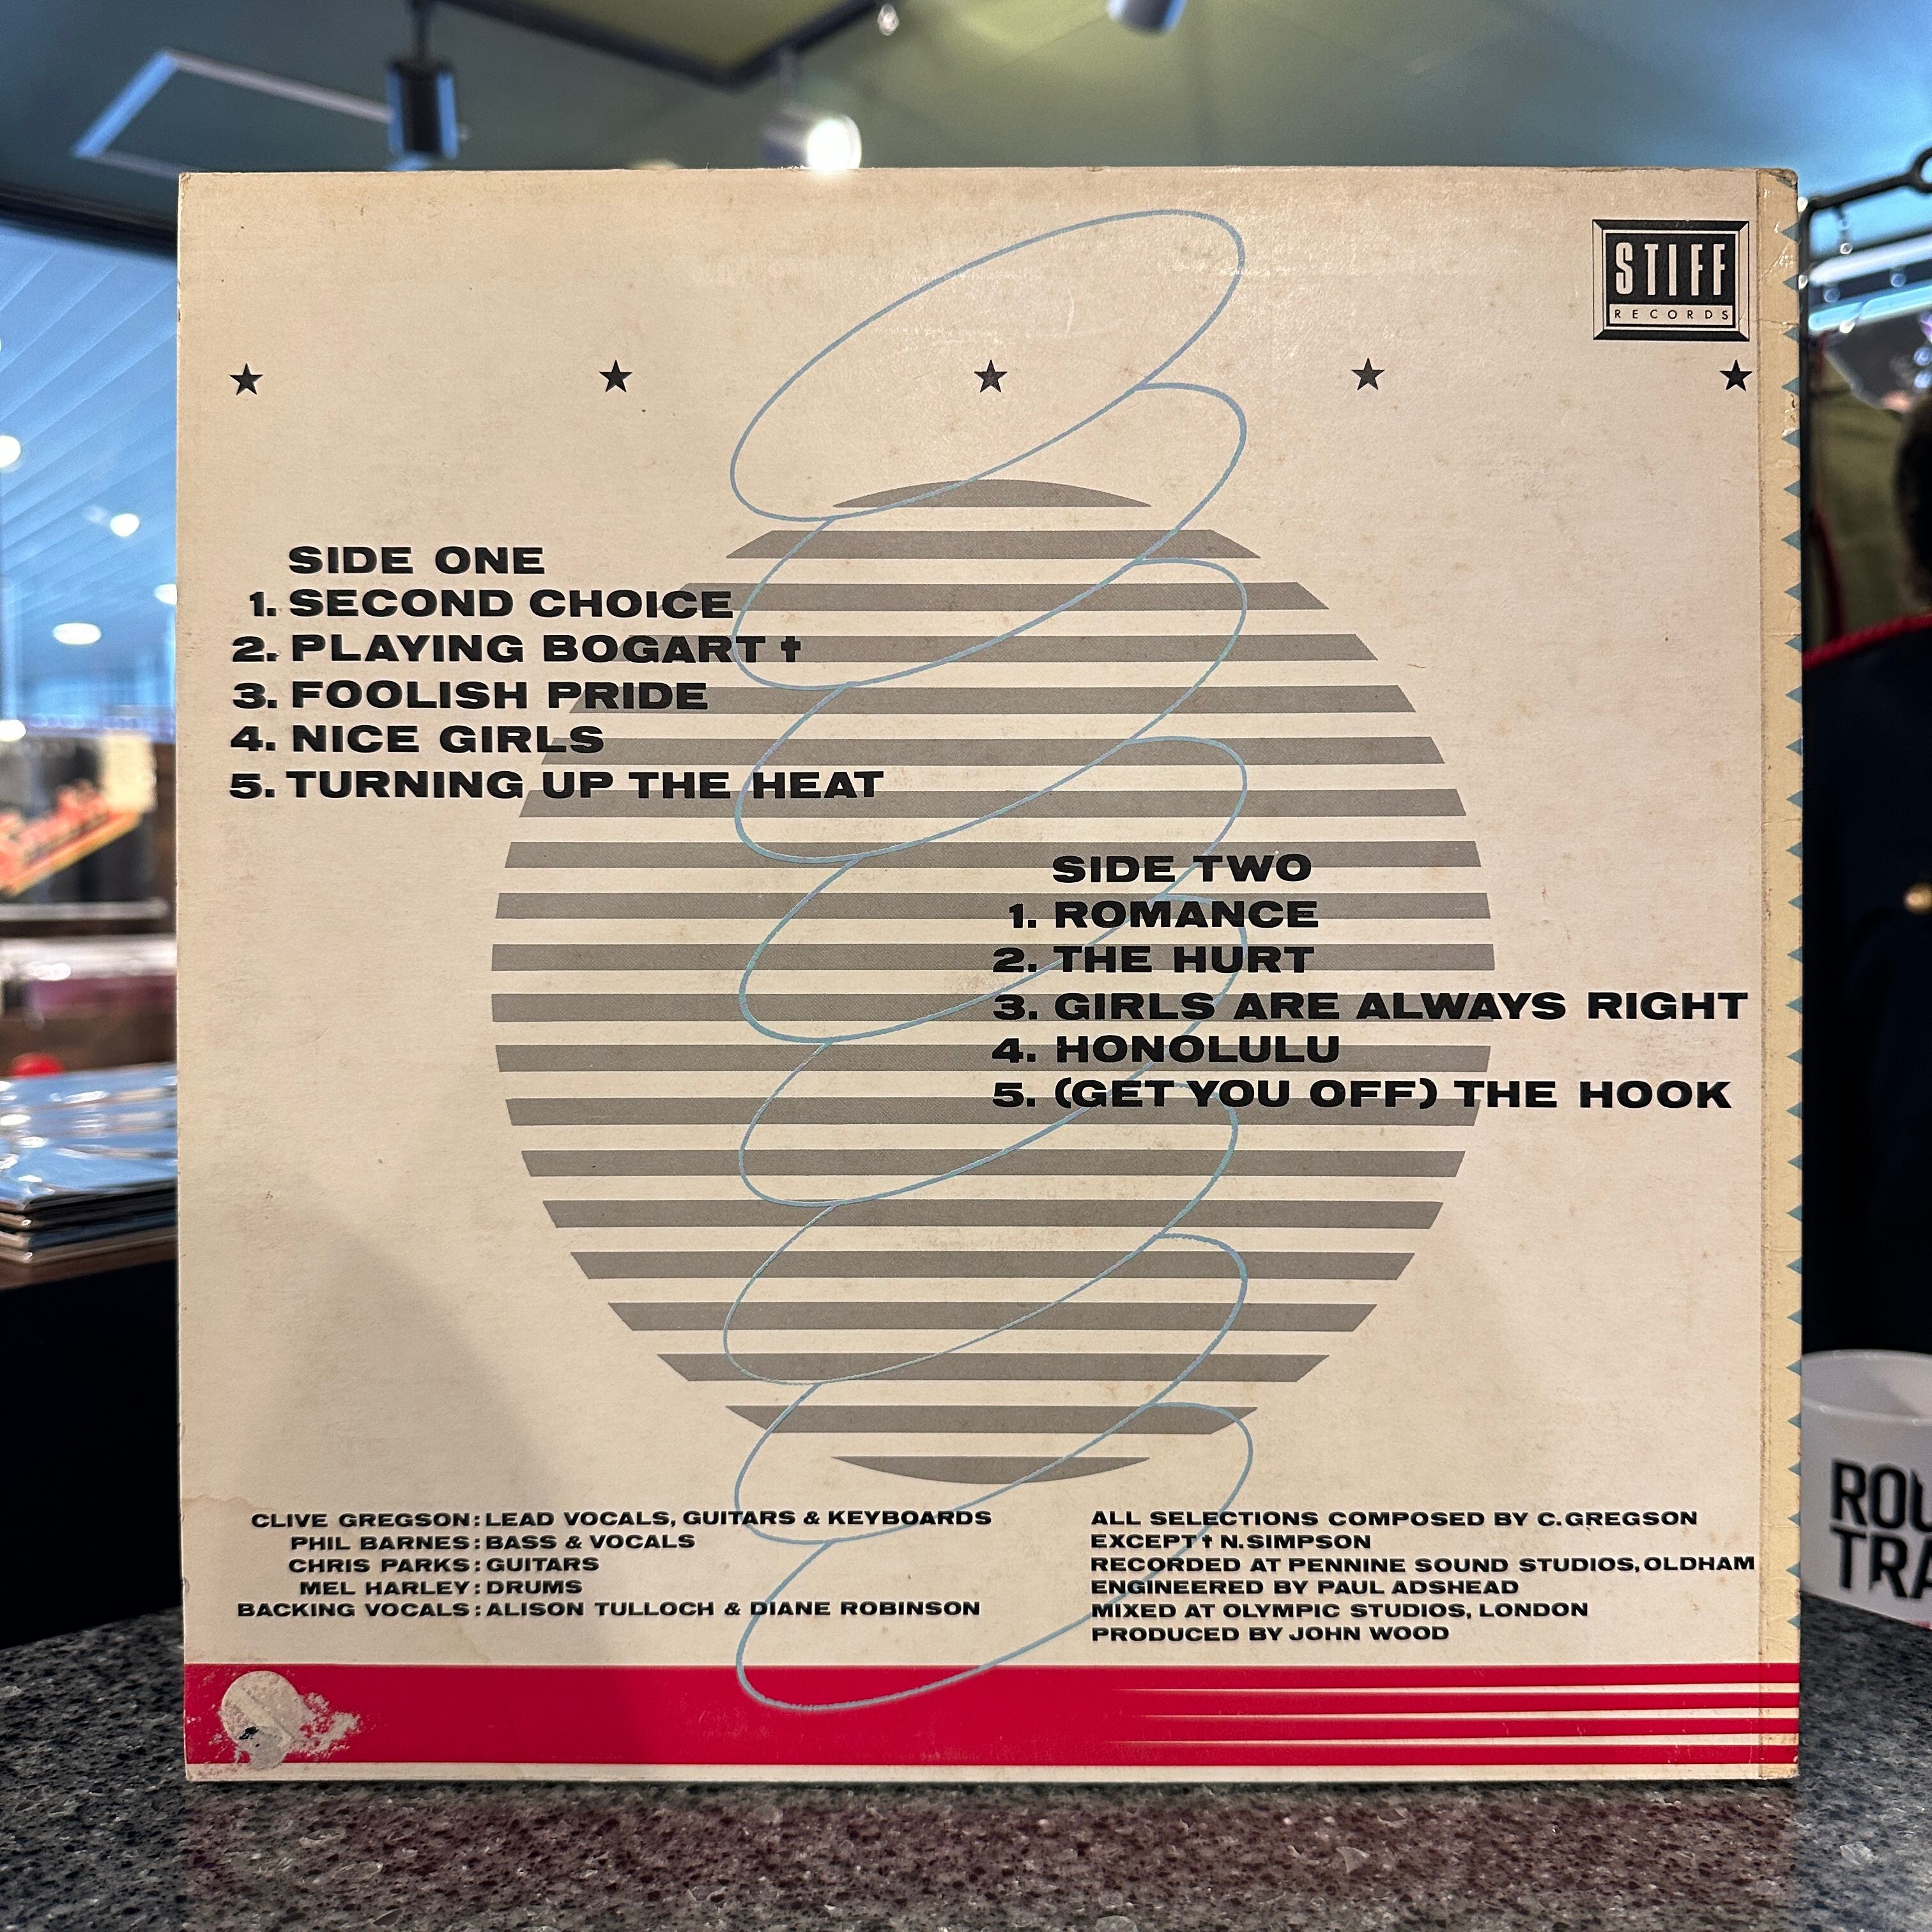 STIFF
RECORDS
SIDE ONE
1. SECOND CHOICE
2. PLAYING BOGART †
3. FOOLISH PRIDE
4. NICE GIRLS
5. TURNING UP THE HEAT
SIDE TWO
1. ROMANCE
2. THE HURT
3. GIRLS ARE ALWAYS RIGHT
4. HONOLULU
5. (GET YOU OFF) THE HOOK
CLIVE GREGSON: LEAD VOCALS, GUITARS & KEYBOARDS
PHIL BARNES: BASS & VOCALS
CHRIS PARKS: GUITARS
MEL HARLEY: DRUMS
BACKING VOCALS: ALISON TULLOCH & DIANE ROBINSON
ALL SELECTIONS COMPOSED BY C. GREGSON
EXCEPT † N. SIMPSON
RECORDED AT PENNINE SOUND STUDIOS, OLDHAM
ENGINEERED BY PAUL ADSHEAD
MIXED AT OLYMPIC STUDIOS, LONDON
PRODUCED BY JOHN WOOD